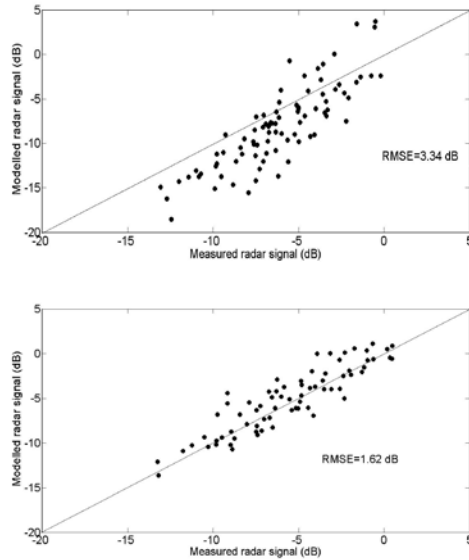 5
0
-5
-10
-15
-20
Modelled radar signal (dB)
RMSE=3.34 dB
-20 -15 -10 -5 0 5
Measured radar signal (dB)
5
0
-5
-10
-15
-20
Modelled radar signal (dB)
RMSE=1.62 dB
-20 -15 -10 -5 0 5
Measured radar signal (dB)